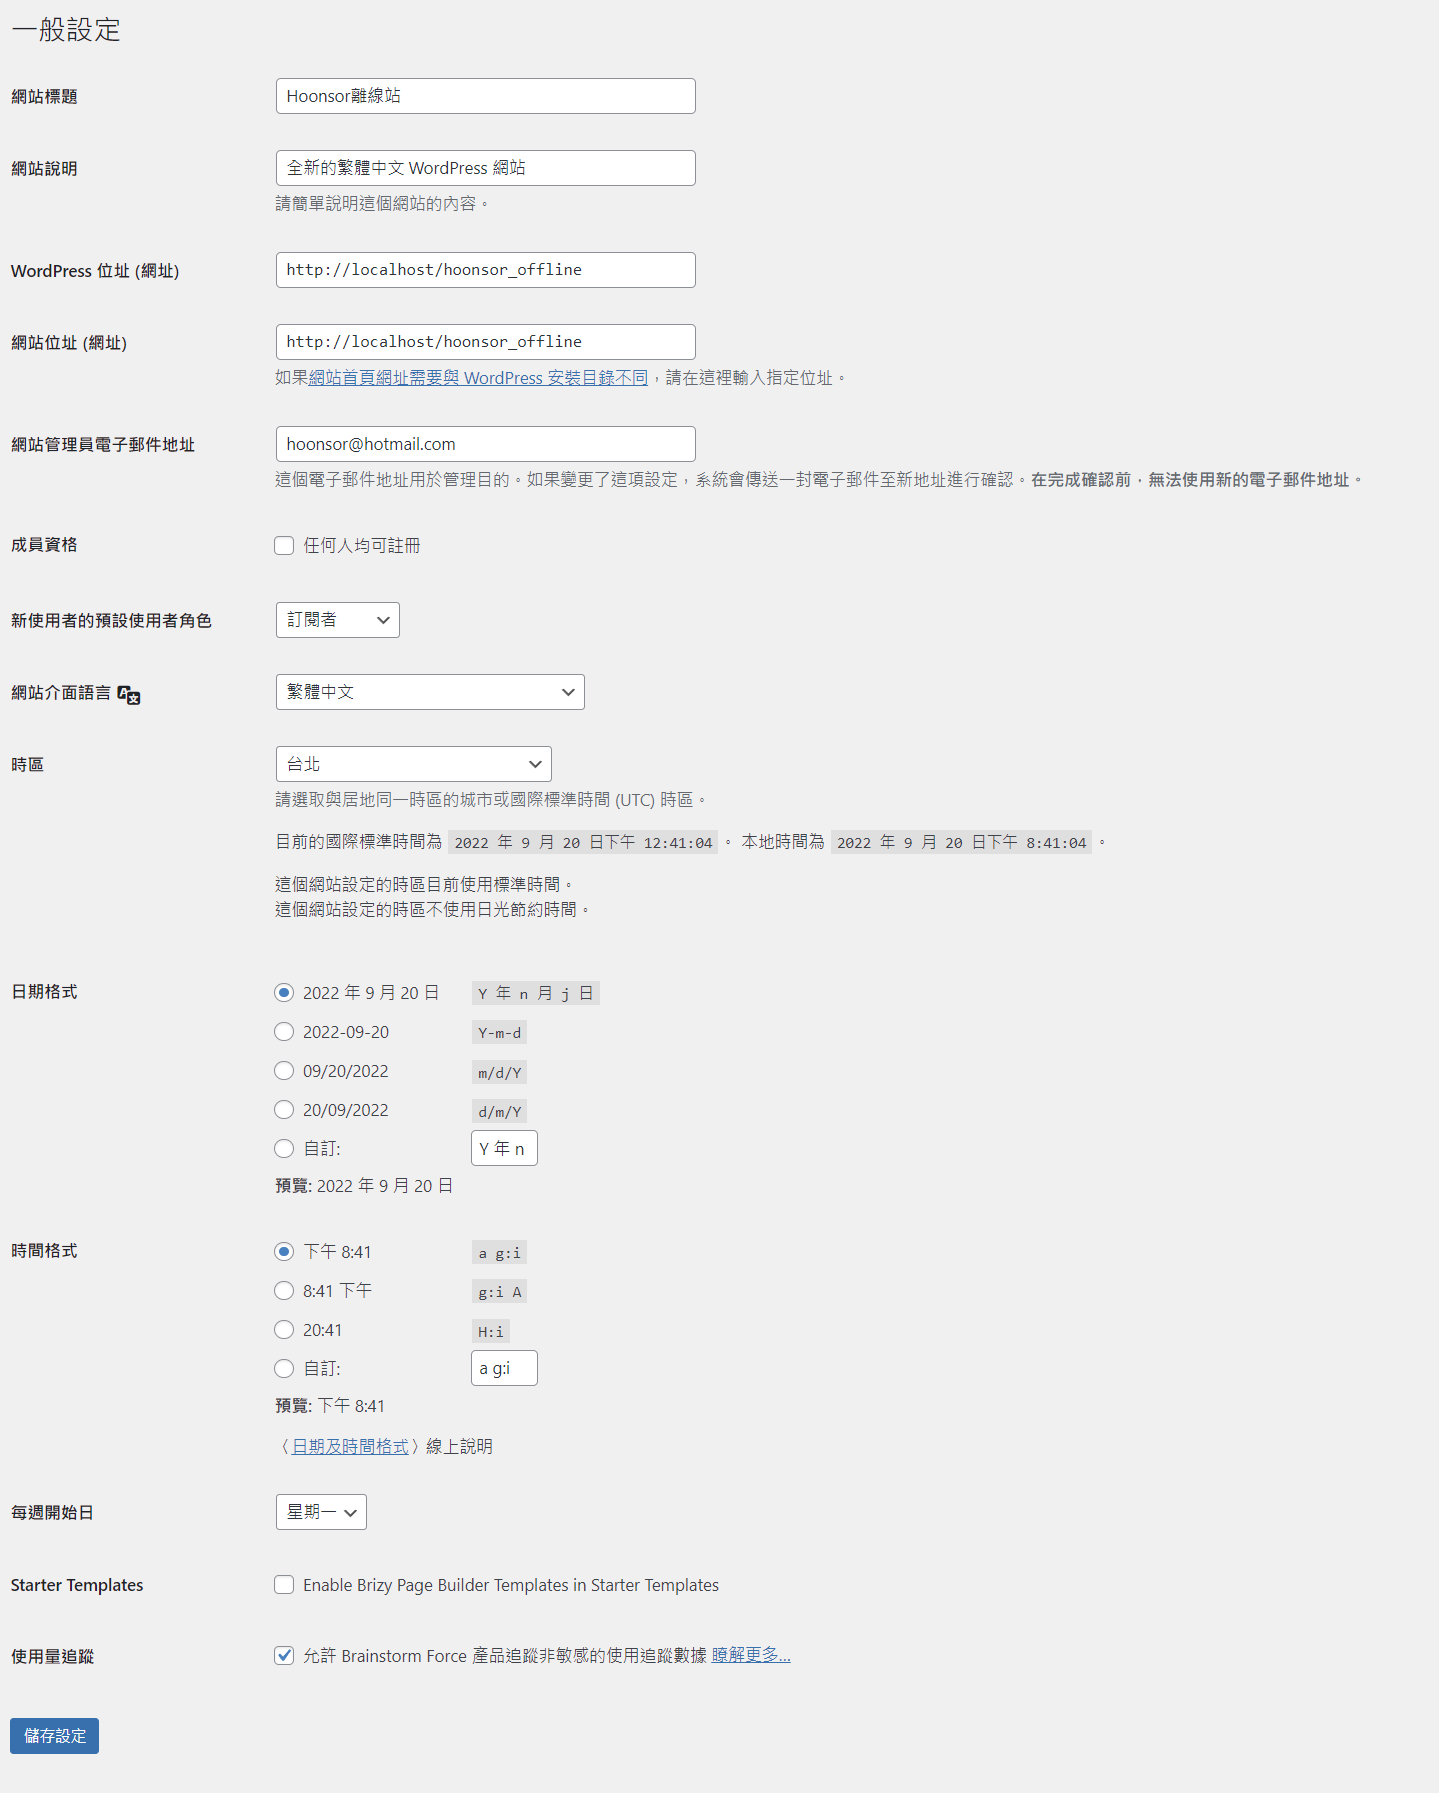 一般設定
網站標題
Hoonsor離線站
網站說明
全新的繁體中文 WordPress 網站
請簡單說明這個網站的內容。
WordPress 位址 (網址)
http://localhost/hoonsor_offline
網站位址 (網址)
http://localhost/hoonsor_offline
如果網站首頁網址需要與 WordPress 安裝目錄不同，請在這裡輸入指定位址。
網站管理員電子郵件地址
hoonsor@hotmail.com
這個電子郵件地址用於管理目的。如果變更了這項設定，系統會傳送一封電子郵件至新地址進行確認。在完成確認前，無法使用新的電子郵件地址。
成員資格
任何人均可註冊
新使用者的預設使用者角色
訂閱者
網站介面語言
繁體中文
時區
台北
請選取與居地同一時區的城市或國際標準時間 (UTC) 時區。
目前的國際標準時間為 2022 年 9 月 20 日下午 12:41:04 。 本地時間為 2022 年 9 月 20 日下午 8:41:04 。
這個網站設定的時區目前使用標準時間。
這個網站設定的時區不使用日光節約時間。
日期格式
2022 年 9 月 20 日 Y 年 n 月 j 日
2022-09-20 Y-m-d
09/20/2022 m/d/Y
20/09/2022 d/m/Y
自訂: Y 年 n
預覽: 2022 年 9 月 20 日
時間格式
下午 8:41 a g:i
8:41 下午 g:i A
20:41 H:i
自訂: a g:i
預覽: 下午 8:41
〈日期及時間格式〉線上說明
每週開始日
星期一
Starter Templates
Enable Brizy Page Builder Templates in Starter Templates
使用量追蹤
允許 Brainstorm Force 產品追蹤非敏感的使用追蹤數據 瞭解更多...
儲存設定